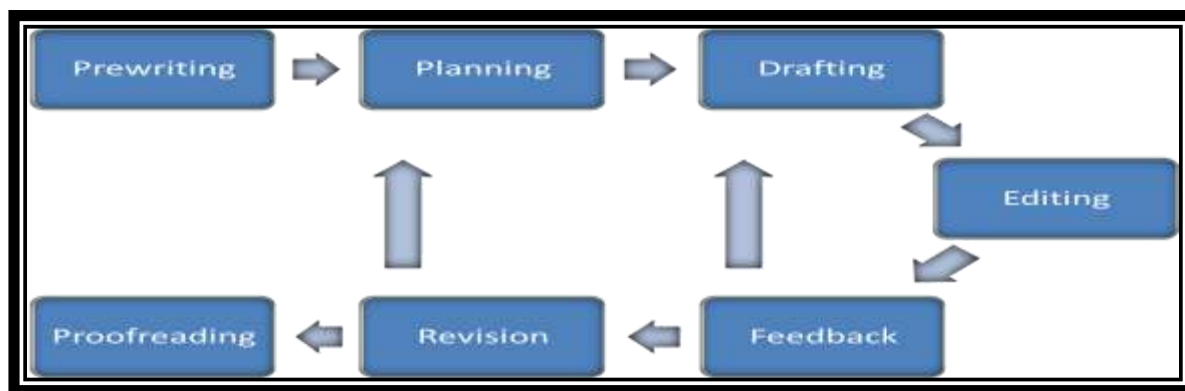 Prewriting
Planning
Drafting
Editing
Feedback
Revision
Proofreading